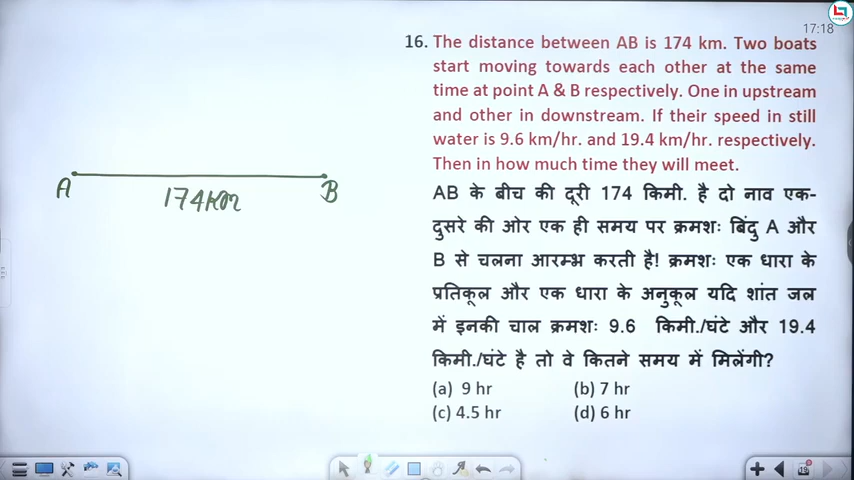 17:18
16. The distance between AB is 174 km. Two boats
start moving towards each other at the same
time at point A & B respectively. One in upstream
and other in downstream. If their speed in still
water is 9.6 km/hr. and 19.4 km/hr. respectively.
Then in how much time they will meet.
AB के बीच की दूरी 174 किमी. है दो नाव एक-
दुसरे की ओर एक ही समय पर क्रमशः बिंदु A और
B से चलना आरम्भ करती है! क्रमशः एक धारा के
प्रतिकूल और एक धारा के अनुकूल यदि शांत जल
में इनकी चाल क्रमशः 9.6 किमी./घंटे और 19.4
किमी./घंटे है तो वे कितने समय में मिलेंगी?
(a) 9 hr (b) 7 hr
(c) 4.5 hr (d) 6 hr
A 174km B